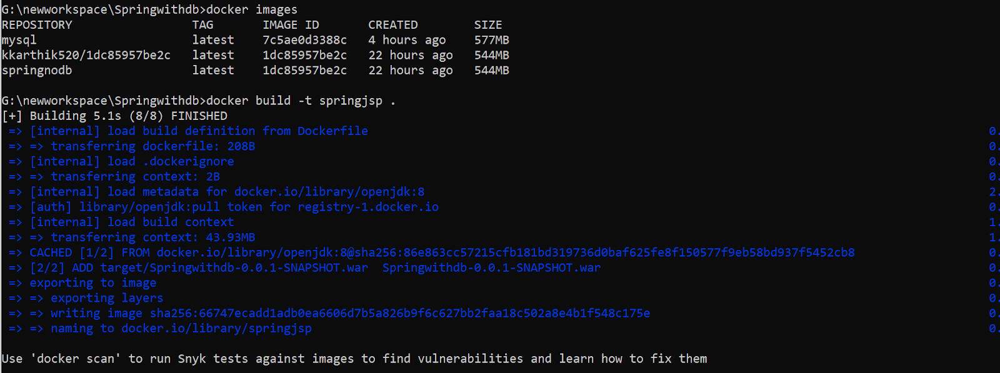 G:\newworkspace\Springwithdb>docker images
REPOSITORY TAG IMAGE ID CREATED SIZE
mysql latest 7c5ae0d3388c 4 hours ago 577MB
kkarthik520/1dc85957be2c latest 1dc85957be2c 22 hours ago 544MB
springnodb latest 1dc85957be2c 22 hours ago 544MB
G:\newworkspace\Springwithdb>docker build -t springjsp .
[+] Building 5.1s (8/8) FINISHED
=> [internal] load build definition from Dockerfile 0.
=> => transferring dockerfile: 208B 0.
=> [internal] load .dockerignore 0.
=> => transferring context: 2B 0.
=> [internal] load metadata for docker.io/library/openjdk:8 2.
=> [auth] library/openjdk:pull token for registry-1.docker.io 0.
=> [internal] load build context 1.
=> => transferring context: 43.93MB 1.
=> CACHED [1/2] FROM docker.io/library/openjdk:8@sha256:86e863cc57215cfb181bd319736d0baf625fe8f150577f9eb58bd937f5452cb8 0.
=> [2/2] ADD target/Springwithdb-0.0.1-SNAPSHOT.war Springwithdb-0.0.1-SNAPSHOT.war 0.
=> exporting to image 0.
=> => exporting layers 0.
=> => writing image sha256:66747ecadd1adb0ea6606d7b5a826b9f6c627bb2faa18c502a8e4b1f548c175e 0.
=> => naming to docker.io/library/springjsp 0.
Use 'docker scan' to run Snyk tests against images to find vulnerabilities and learn how to fix them